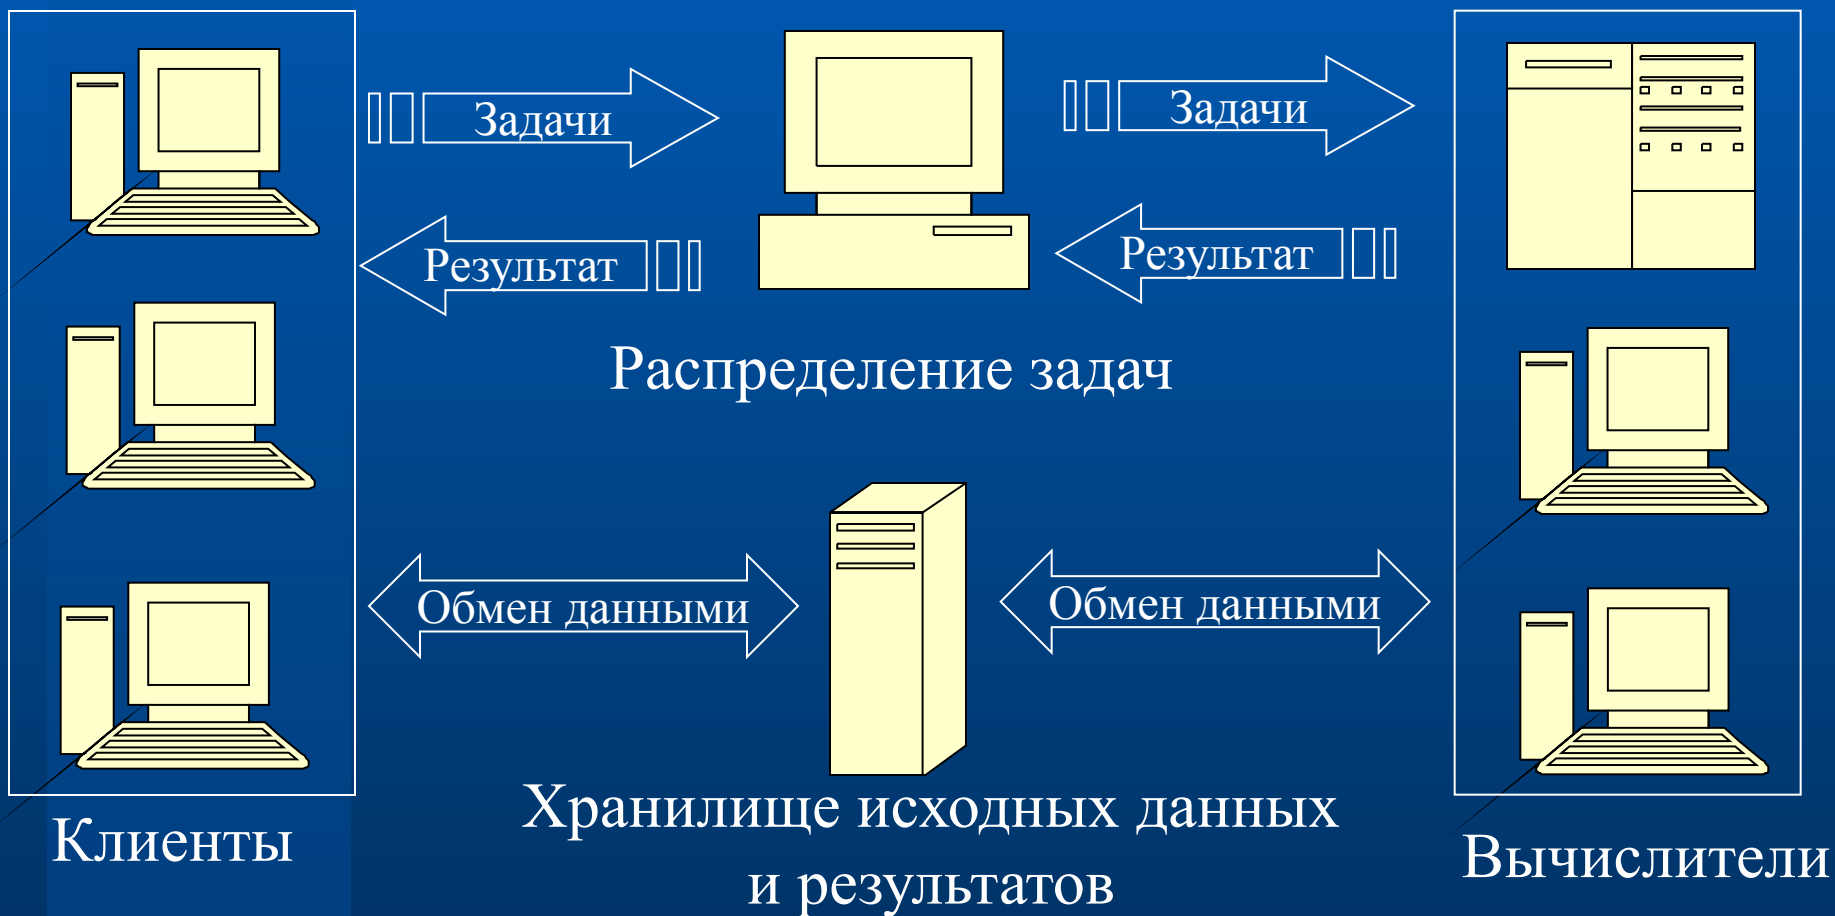 Задачи
Задачи
Результат
Результат
Распределение задач
Обмен данными
Обмен данными
Хранилище исходных данных
и результатов
Клиенты
Вычислители